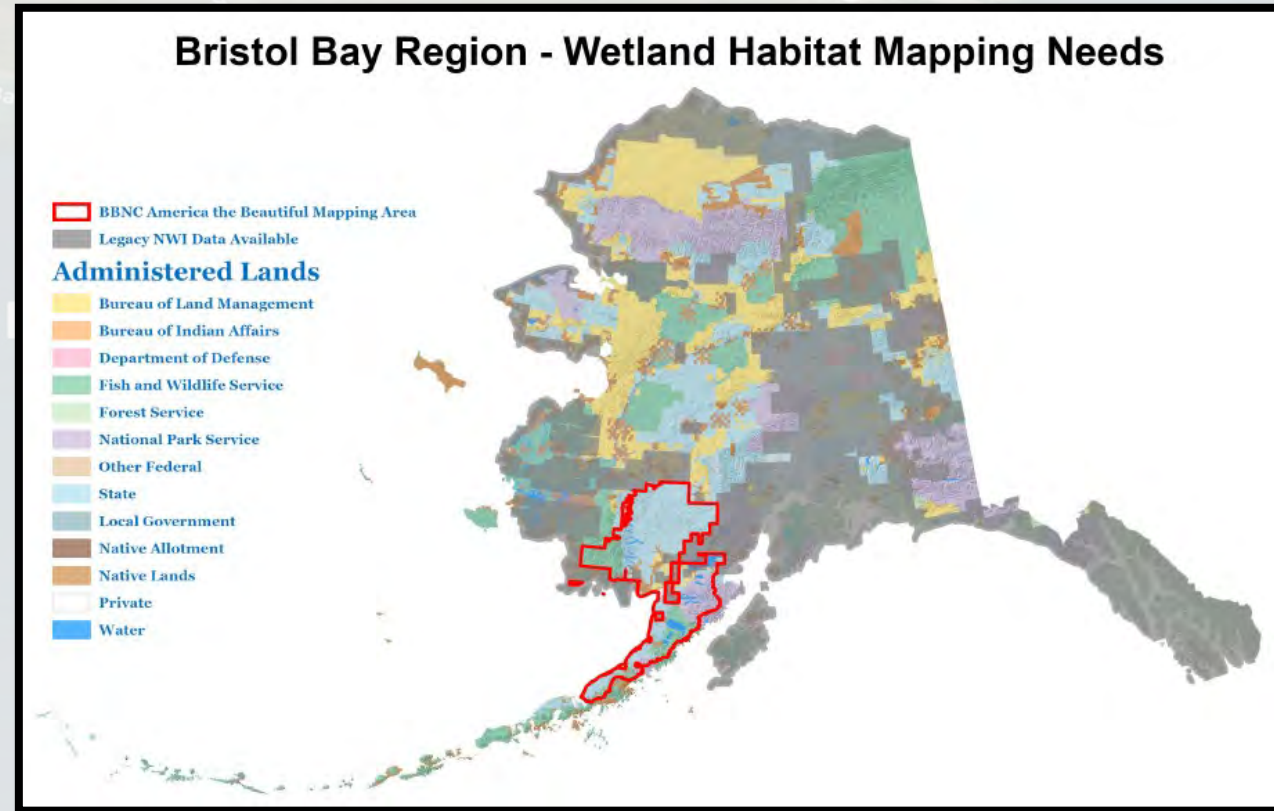 Bristol Bay Region - Wetland Habitat Mapping Needs
BBNC America the Beautiful Mapping Area
Legacy NWI Data Available
Administered Lands
Bureau of Land Management
Bureau of Indian Affairs
Department of Defense
Fish and Wildlife Service
Forest Service
National Park Service
Other Federal
State
Local Government
Native Allotment
Native Lands
Private
Water